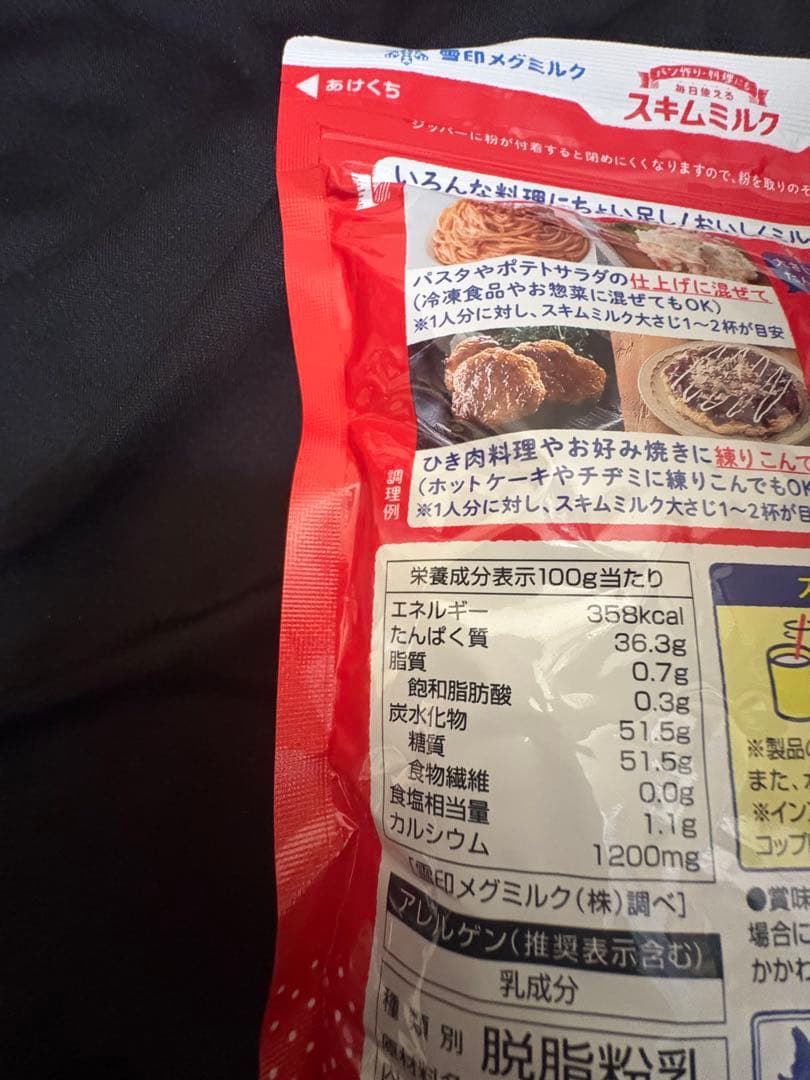 雪印メグミルク
あけくち
パン作り・料理にも
毎日使える
スキムミルク
ジッパーに粉が付着すると閉めにくくなりますので、粉を取りのぞ
いろんな料理にちょい足し!おいしくミル
パスタやポテトサラダの仕上げに混ぜて
(冷凍食品やお惣菜に混ぜてもOK)
※1人分に対し、スキムミルク大さじ1〜2杯が目安
調理例
ひき肉料理やお好み焼きに練りこんで
(ホットケーキやチヂミに練りこんでもOK
※1人分に対し、スキムミルク大さじ1〜2杯が目
栄養成分表示100g当たり
エネルギー 358kcal
たんぱく質 36.3g
脂質 0.7g
飽和脂肪酸 0.3g
炭水化物 51.5g
糖質 51.5g
食物繊維 0.0g
食塩相当量 1.1g
カルシウム 1200mg
[雪印メグミルク(株)調べ]
アレルゲン(推奨表示含む)
乳成分
種類別 脱脂粉乳
原材料名
※製品の
また、
※イン
コップ
●賞味
場合に
かかわ